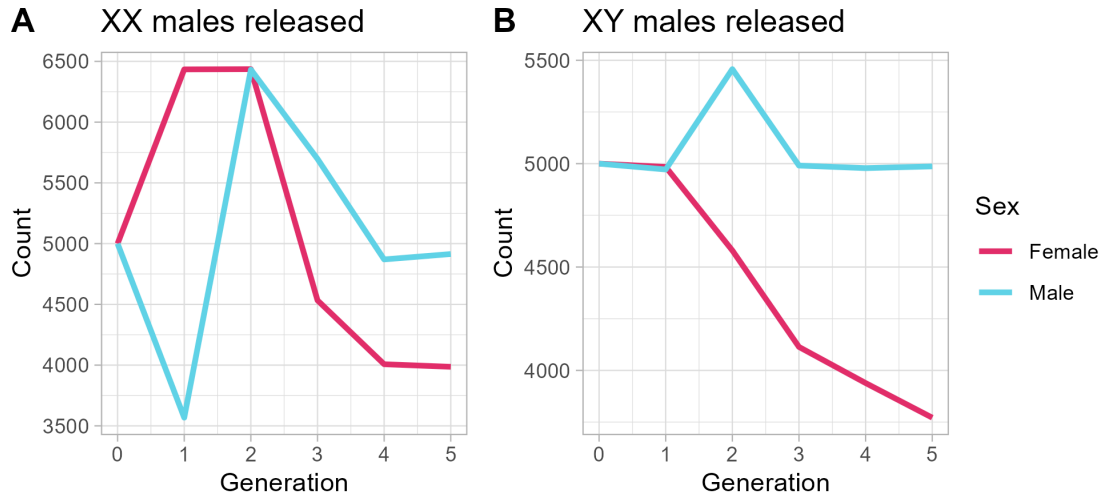 A XX males released
6500
6000
5500
5000
4500
4000
3500
Count
0 1 2 3 4 5
Generation
B XY males released
5500
5000
4500
4000
Count
0 1 2 3 4 5
Generation
Sex
Female
Male